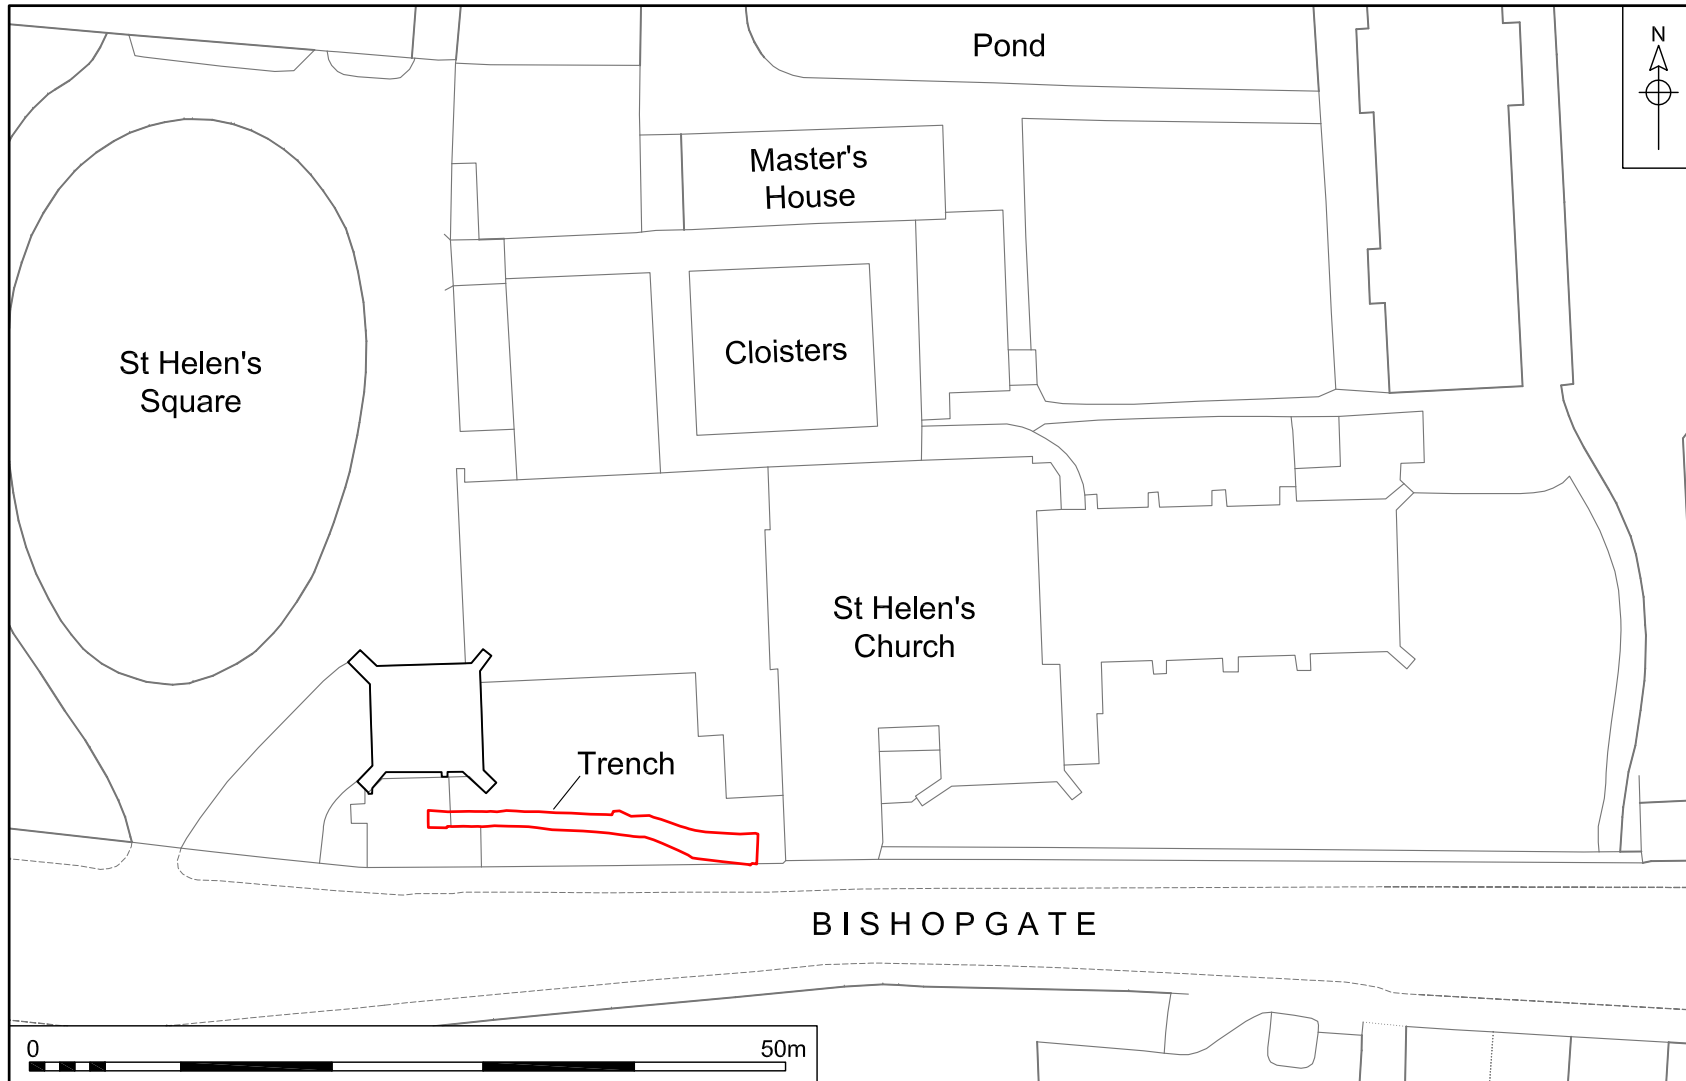 Pond
N
Master's
House
Cloisters
St Helen's
Square
St Helen's
Church
Trench
BISHOPGATE
0
50m